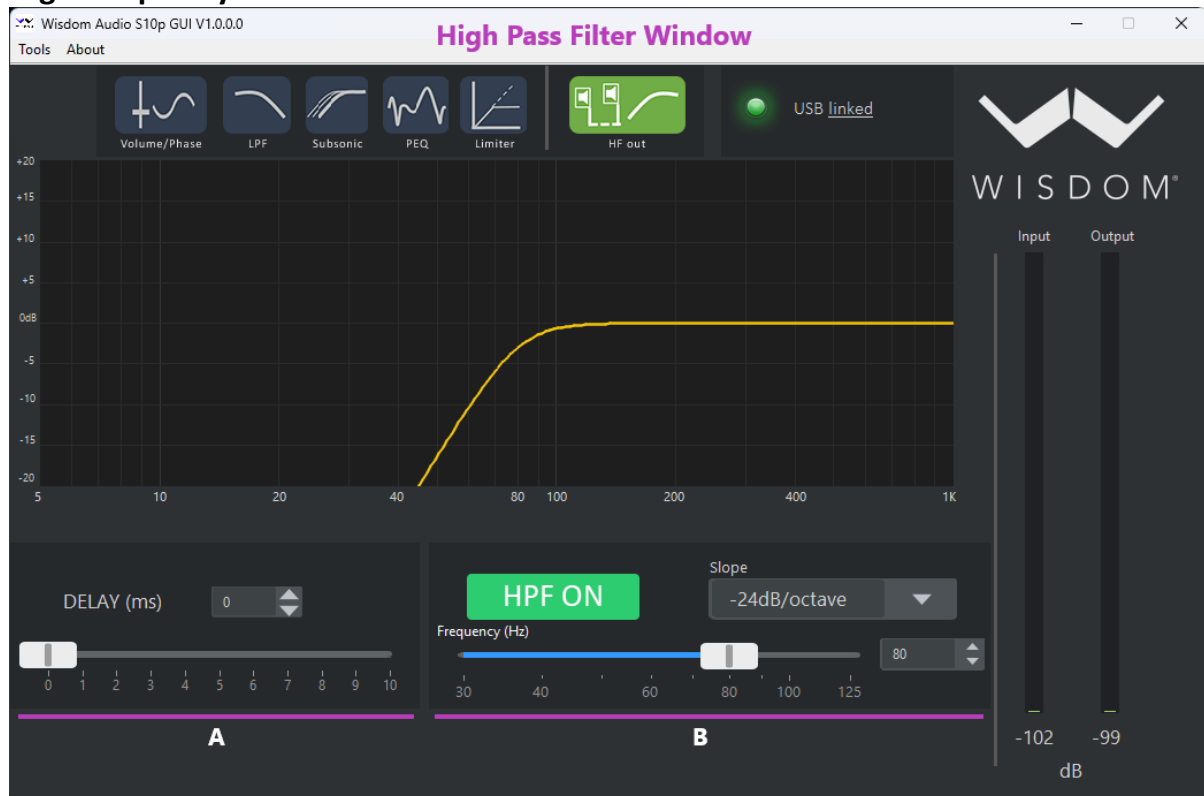 Wisdom Audio S10p GUI V1.0.0.0
High Pass Filter Window
Tools About
Volume/Phase LPF Subsonic PEQ Limiter HF out
USB linked
WISDOM®
Input Output
+20
+15
+10
+5
0dB
-5
-10
-15
-20
5 10 20 40 80 100 200 400 1K
DELAY (ms) 0
0 1 2 3 4 5 6 7 8 9 10
HPF ON
Slope
-24dB/octave
Frequency (Hz)
80
30 40 60 80 100 125
A
B
-102 -99
dB